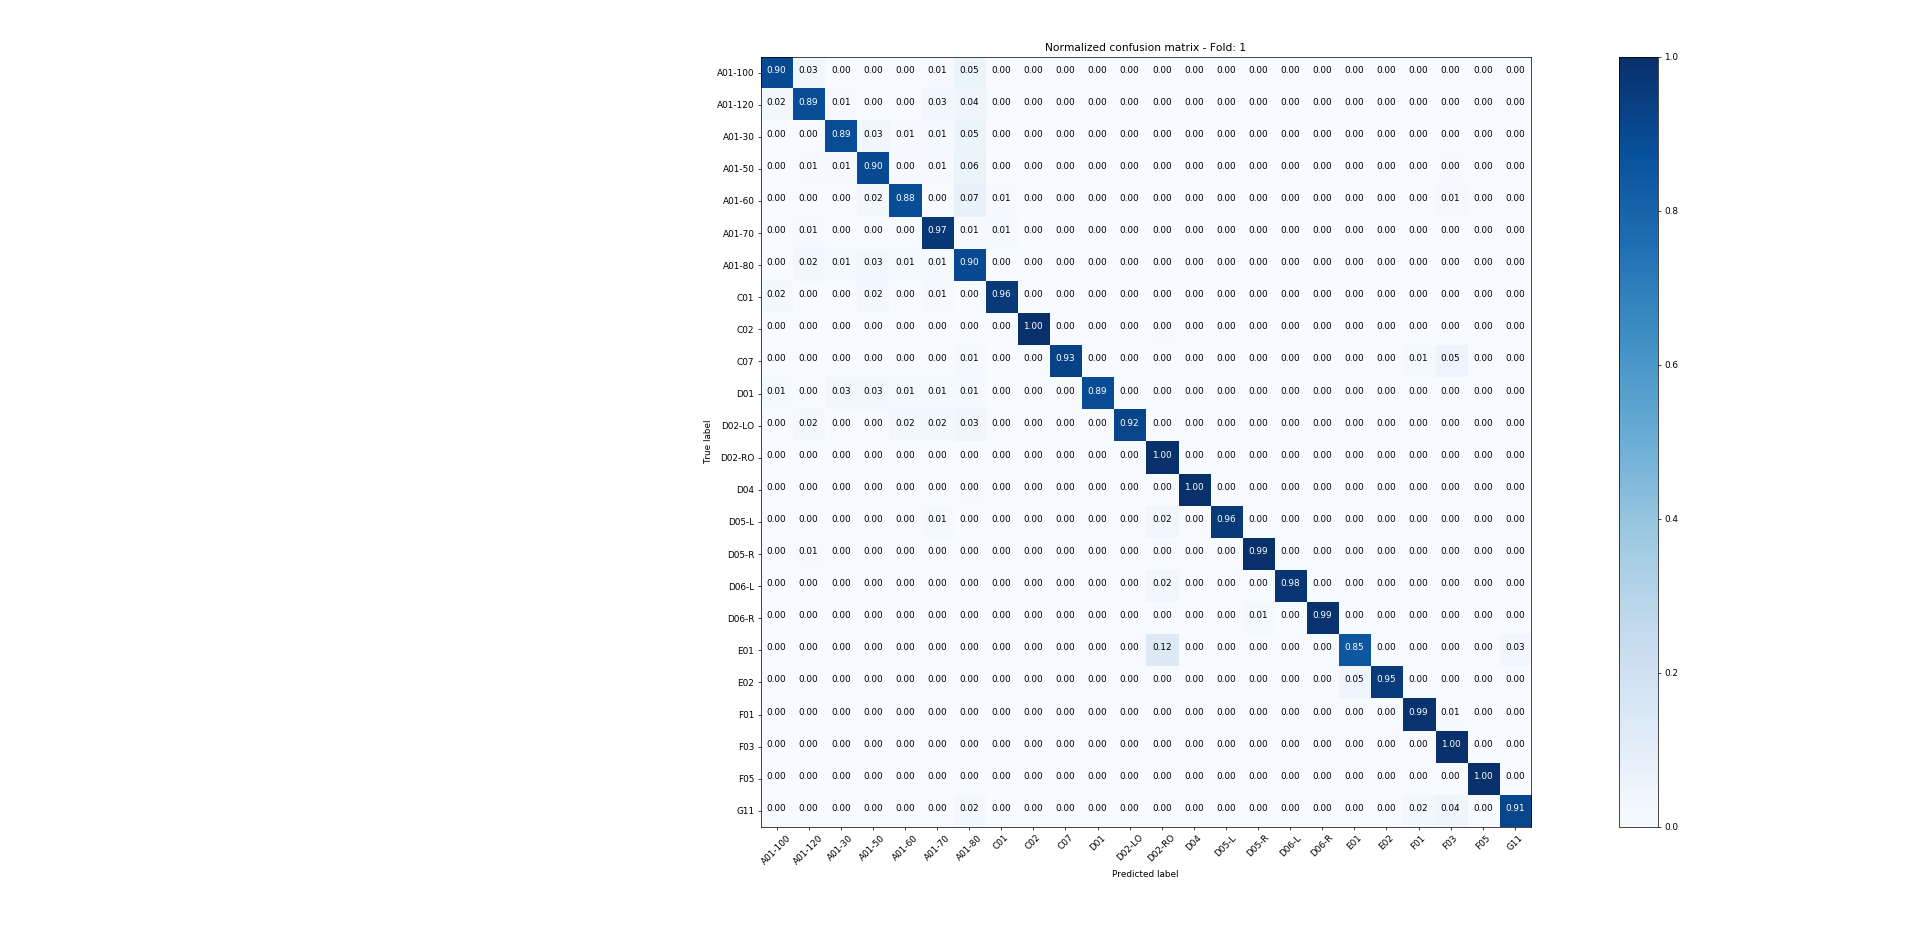 Normalized confusion matrix - Fold: 1
A01-100 0.90 0.03 0.00 0.00 0.00 0.01 0.05 0.00 0.00 0.00 0.00 0.00 0.00 0.00 0.00 0.00 0.00 0.00 0.00 0.00 0.00 0.00 0.00 0.00
A01-120 0.02 0.89 0.01 0.00 0.00 0.03 0.04 0.00 0.00 0.00 0.00 0.00 0.00 0.00 0.00 0.00 0.00 0.00 0.00 0.00 0.00 0.00 0.00 0.00
A01-30 0.00 0.00 0.89 0.03 0.01 0.01 0.05 0.00 0.00 0.00 0.00 0.00 0.00 0.00 0.00 0.00 0.00 0.00 0.00 0.00 0.00 0.00 0.00 0.00
A01-50 0.00 0.01 0.01 0.90 0.00 0.01 0.06 0.00 0.00 0.00 0.00 0.00 0.00 0.00 0.00 0.00 0.00 0.00 0.00 0.00 0.00 0.00 0.00 0.00
A01-60 0.00 0.00 0.00 0.02 0.88 0.00 0.07 0.01 0.00 0.00 0.00 0.00 0.00 0.00 0.00 0.00 0.00 0.00 0.00 0.00 0.00 0.01 0.00 0.00
A01-70 0.00 0.01 0.00 0.00 0.00 0.97 0.01 0.01 0.00 0.00 0.00 0.00 0.00 0.00 0.00 0.00 0.00 0.00 0.00 0.00 0.00 0.00 0.00 0.00
A01-80 0.00 0.02 0.01 0.03 0.01 0.01 0.90 0.00 0.00 0.00 0.00 0.00 0.00 0.00 0.00 0.00 0.00 0.00 0.00 0.00 0.00 0.00 0.00 0.00
C01 0.02 0.00 0.00 0.02 0.00 0.01 0.00 0.96 0.00 0.00 0.00 0.00 0.00 0.00 0.00 0.00 0.00 0.00 0.00 0.00 0.00 0.00 0.00 0.00
C02 0.00 0.00 0.00 0.00 0.00 0.00 0.00 0.00 1.00 0.00 0.00 0.00 0.00 0.00 0.00 0.00 0.00 0.00 0.00 0.00 0.00 0.00 0.00 0.00
C07 0.00 0.00 0.00 0.00 0.00 0.00 0.01 0.00 0.00 0.93 0.00 0.00 0.00 0.00 0.00 0.00 0.00 0.00 0.00 0.00 0.01 0.05 0.00 0.00
D01 0.01 0.00 0.03 0.03 0.01 0.01 0.01 0.00 0.00 0.00 0.89 0.00 0.00 0.00 0.00 0.00 0.00 0.00 0.00 0.00 0.00 0.00 0.00 0.00
D02-LO 0.00 0.02 0.00 0.00 0.02 0.02 0.03 0.00 0.00 0.00 0.00 0.92 0.00 0.00 0.00 0.00 0.00 0.00 0.00 0.00 0.00 0.00 0.00 0.00
D02-RO 0.00 0.00 0.00 0.00 0.00 0.00 0.00 0.00 0.00 0.00 0.00 0.00 1.00 0.00 0.00 0.00 0.00 0.00 0.00 0.00 0.00 0.00 0.00 0.00
D04 0.00 0.00 0.00 0.00 0.00 0.00 0.00 0.00 0.00 0.00 0.00 0.00 0.00 1.00 0.00 0.00 0.00 0.00 0.00 0.00 0.00 0.00 0.00 0.00
D05-L 0.00 0.00 0.00 0.00 0.00 0.01 0.00 0.00 0.00 0.00 0.00 0.00 0.02 0.00 0.96 0.00 0.00 0.00 0.00 0.00 0.00 0.00 0.00 0.00
D05-R 0.00 0.01 0.00 0.00 0.00 0.00 0.00 0.00 0.00 0.00 0.00 0.00 0.00 0.00 0.00 0.99 0.00 0.00 0.00 0.00 0.00 0.00 0.00 0.00
D06-L 0.00 0.00 0.00 0.00 0.00 0.00 0.00 0.00 0.00 0.00 0.00 0.00 0.02 0.00 0.00 0.00 0.98 0.00 0.00 0.00 0.00 0.00 0.00 0.00
D06-R 0.00 0.00 0.00 0.00 0.00 0.00 0.00 0.00 0.00 0.00 0.00 0.00 0.00 0.00 0.00 0.01 0.00 0.99 0.00 0.00 0.00 0.00 0.00 0.00
E01 0.00 0.00 0.00 0.00 0.00 0.00 0.00 0.00 0.00 0.00 0.00 0.00 0.12 0.00 0.00 0.00 0.00 0.00 0.85 0.00 0.00 0.00 0.00 0.03
E02 0.00 0.00 0.00 0.00 0.00 0.00 0.00 0.00 0.00 0.00 0.00 0.00 0.00 0.00 0.00 0.00 0.00 0.00 0.05 0.95 0.00 0.00 0.00 0.00
F01 0.00 0.00 0.00 0.00 0.00 0.00 0.00 0.00 0.00 0.00 0.00 0.00 0.00 0.00 0.00 0.00 0.00 0.00 0.00 0.00 0.99 0.01 0.00 0.00
F03 0.00 0.00 0.00 0.00 0.00 0.00 0.00 0.00 0.00 0.00 0.00 0.00 0.00 0.00 0.00 0.00 0.00 0.00 0.00 0.00 0.00 1.00 0.00 0.00
F05 0.00 0.00 0.00 0.00 0.00 0.00 0.00 0.00 0.00 0.00 0.00 0.00 0.00 0.00 0.00 0.00 0.00 0.00 0.00 0.00 0.00 0.00 1.00 0.00
G11 0.00 0.00 0.00 0.00 0.00 0.00 0.02 0.00 0.00 0.00 0.00 0.00 0.00 0.00 0.00 0.00 0.00 0.00 0.00 0.00 0.02 0.04 0.00 0.91
A01-100 A01-120 A01-30 A01-50 A01-60 A01-70 A01-80 C01 C02 C07 D01 D02-LO D02-RO D04 D05-L D05-R D06-L D06-R E01 E02 F01 F03 F05 G11
Predicted label
True label
1.0
0.8
0.6
0.4
0.2
0.0